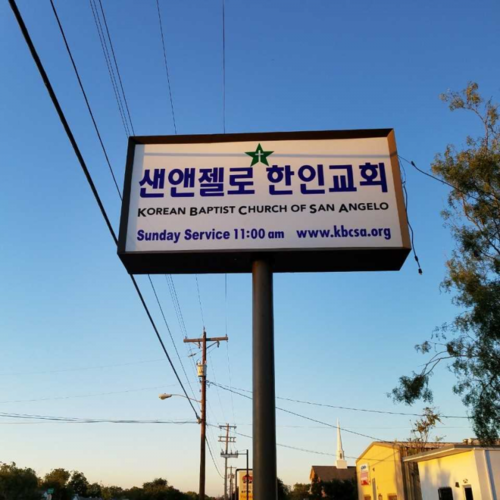 샌앤젤로 한인교회
KOREAN BAPTIST CHURCH OF SAN ANGELO
Sunday Service 11:00 am www.kbcsa.org